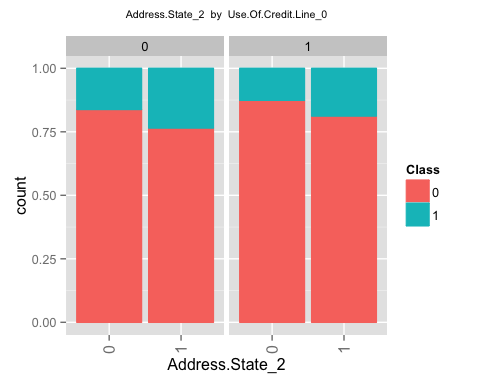 Address.State_2 by Use.Of.Credit.Line_0
0 1
1.00
0.75
0.50
0.25
0.00
count
0 1 0 1
Address.State_2
Class
0
1